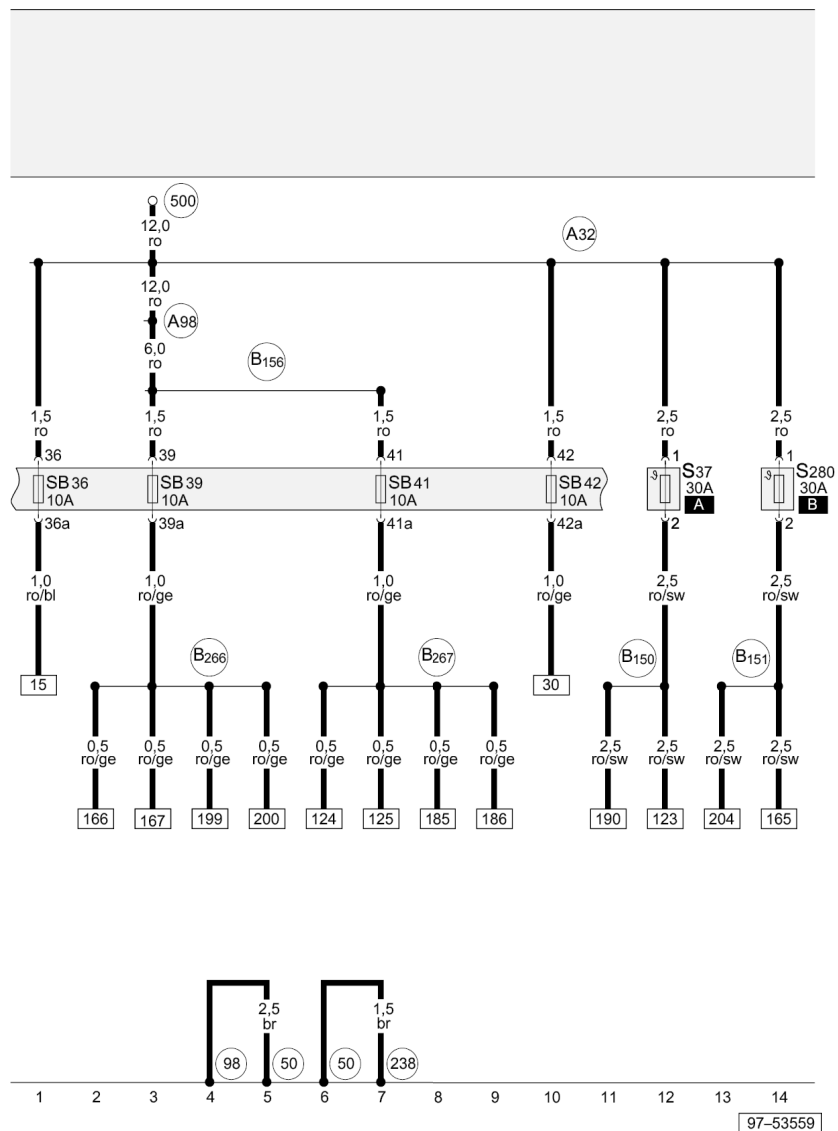 500
12,0
ro
A32
12,0
ro
A98
6,0
ro
B156
1,5 1,5 1,5 1,5 2,5 2,5
ro ro ro ro ro ro
36 39 41 42 1 1
SB 36 SB 39 SB 41 SB 42 S37 S280
10A 10A 10A 10A 30A 30A
A B
36a 39a 41a 42a 2 2
1,0 1,0 1,0 1,0 2,5 2,5
ro/bl ro/ge ro/ge ro/ge ro/sw ro/sw
B266 B267 B150 B151
15 30
0,5 0,5 0,5 0,5 0,5 0,5 0,5 0,5 2,5 2,5 2,5 2,5
ro/ge ro/ge ro/ge ro/ge ro/ge ro/ge ro/ge ro/ge ro/sw ro/sw ro/sw ro/sw
166 167 199 200 124 125 185 186 190 123 204 165
2,5 1,5
br br
98 50 50 238
1 2 3 4 5 6 7 8 9 10 11 12 13 14
97–53559